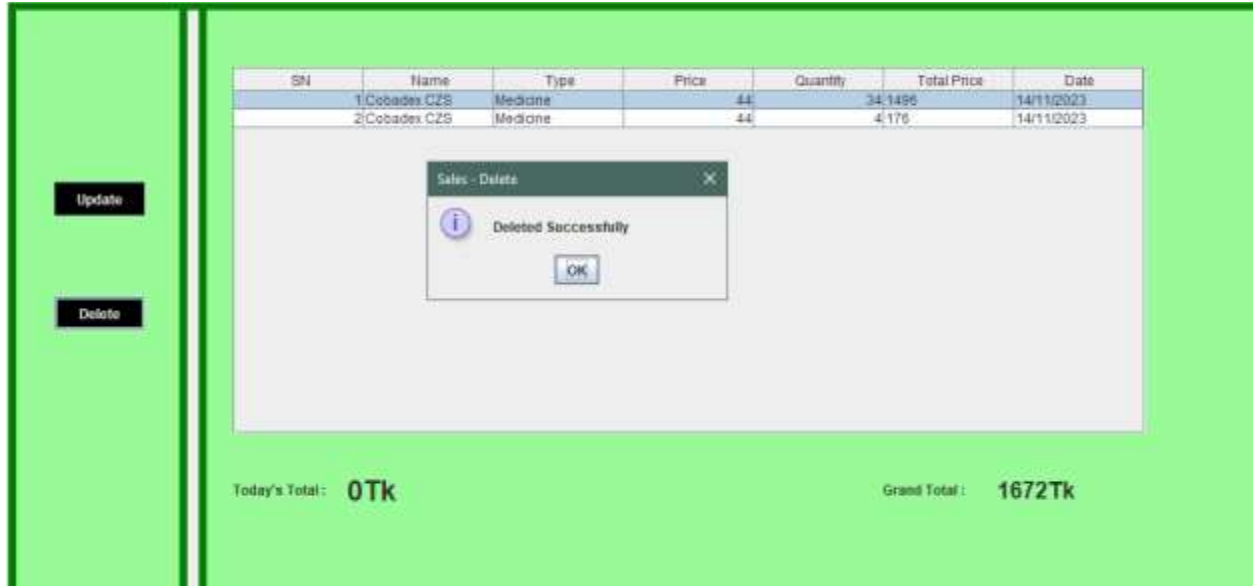 SN Name Type Price Quantity Total Price Date
1 Cobadex CZS Medicine 44 34 1496 14/11/2023
2 Cobadex CZS Medicine 44 4 176 14/11/2023
Sales - Delete
Update
Deleted Successfully
OK
Delete
Today's Total : 0Tk Grand Total : 1672Tk